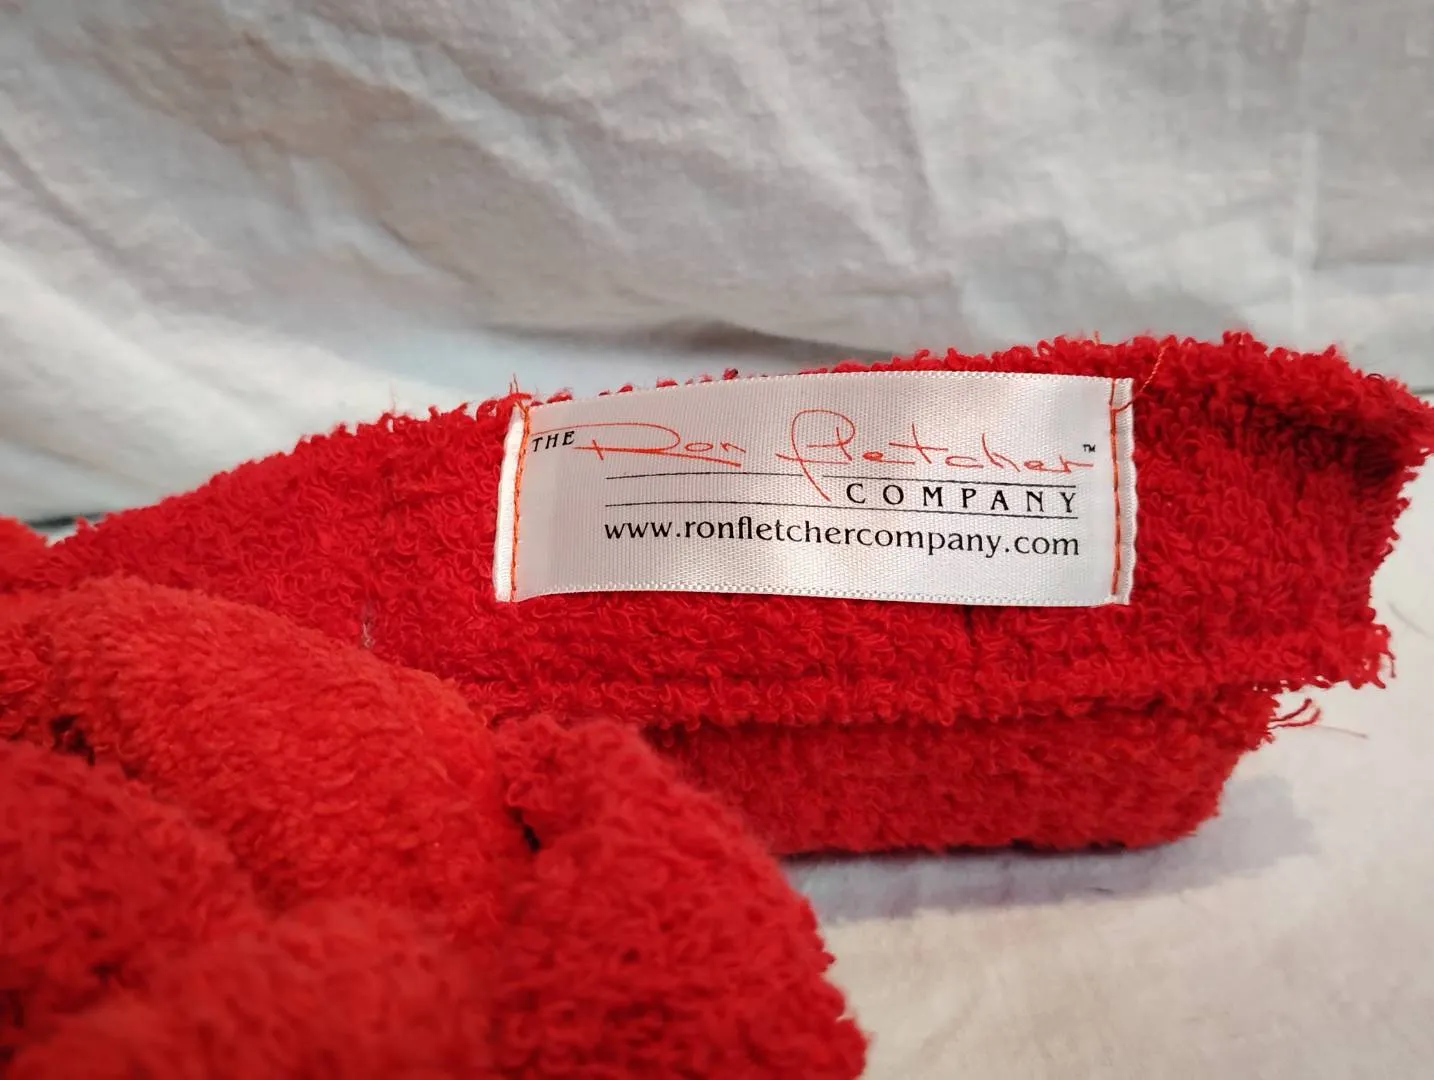 THE Ron Fletcher™
COMPANY
www.ronfletchercompany.com